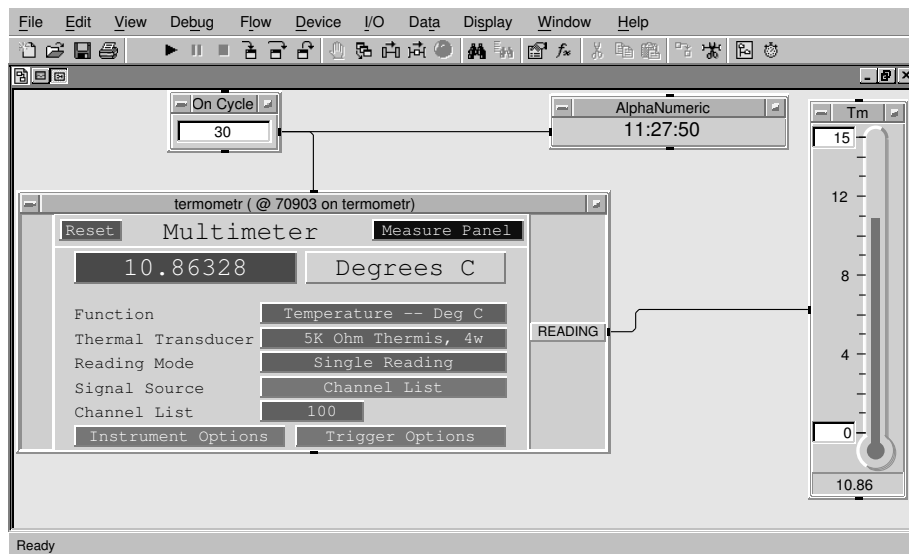 File Edit View Debug Flow Device I/O Data Display Window Help
On Cycle
30
AlphaNumeric
11:27:50
Tm
15
12
8
4
0
10.86
termometr ( @ 70903 on termometr)
Reset Multimeter Measure Panel
10.86328 Degrees C
Function Temperature -- Deg C
Thermal Transducer 5K Ohm Thermis, 4w
Reading Mode Single Reading
Signal Source Channel List
Channel List 100
Instrument Options Trigger Options
READING
Ready